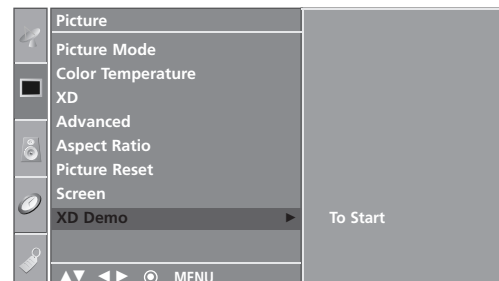 Picture
Picture Mode
Color Temperature
XD
Advanced
Aspect Ratio
Picture Reset
Screen
XD Demo ► To Start
▲▼ ◄► ◉ MENU